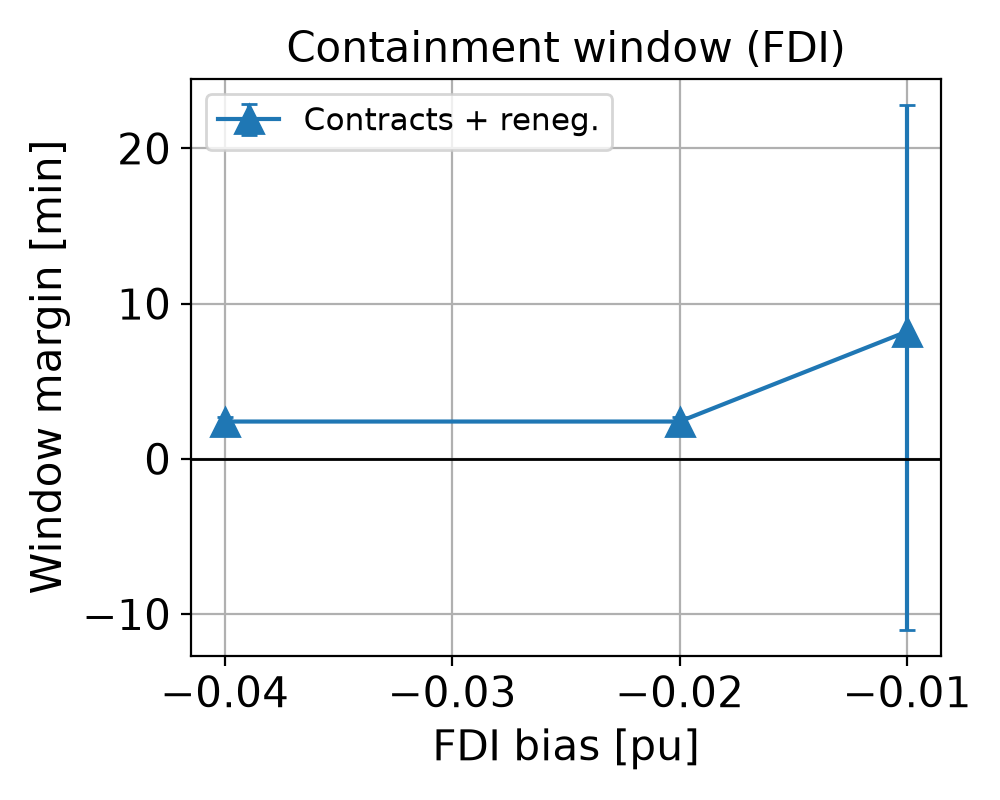 Containment window (FDI)
Contracts + reneg.
Window margin [min]
20
10
0
−10
−0.04
−0.03
−0.02
−0.01
FDI bias [pu]